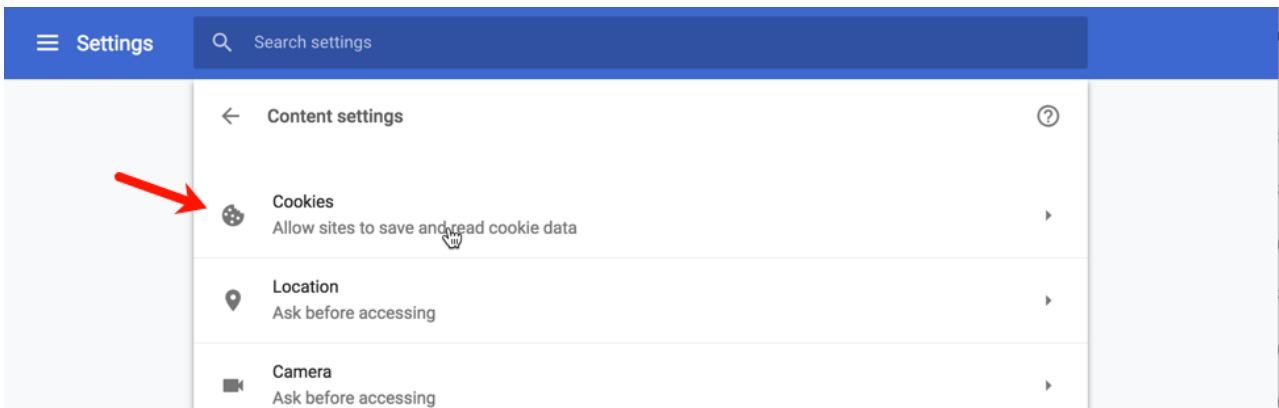 Settings
Search settings
Content settings
Cookies
Allow sites to save and read cookie data
Location
Ask before accessing
Camera
Ask before accessing